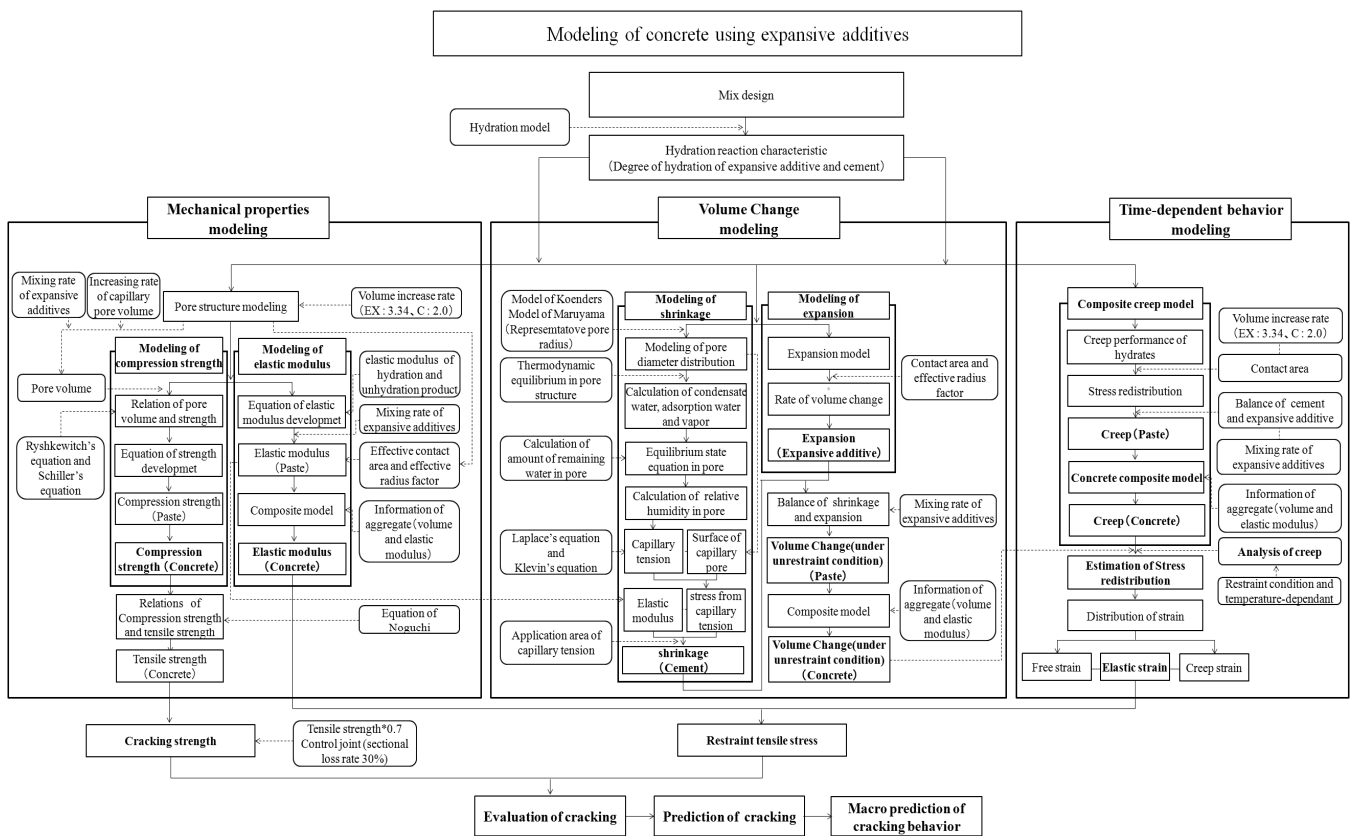 Modeling of concrete using expansive additives
Mix design
Hydration model
Hydration reaction characteristic
(Degree of hydration of expansive additive and cement)
Mechanical properties
modeling
Mixing rate
of expansive
additives
Increasing rate
of capillary
pore volume
Pore structure modeling
Volume increase rate
(EX : 3.34、C : 2.0)
Modeling of
compression strength
Modeling of
elastic modulus
Pore volume
Relation of pore
volume and strength
Ryshkewitch's
equation and
Schiller's
equation
Equation of strength
developmet
Compression strength
(Paste)
Compression
strength (Concrete)
Relations of
Compression strength
and tensile strength
Tensile strength
(Concrete)
Equation of elastic
modulus developmet
Elastic modulus
(Paste)
Composite model
Elastic modulus
(Concrete)
elastic modulus of
hydration and
unhydration product
Mixing rate of
expansive additives
Effective contact
area and effective
radius factor
Information of
aggregate (volume
and elastic modulus)
Equation of
Noguchi
Volume Change
modeling
Model of Koenders
Model of Maruyama
(Represemtatove pore
radius)
Thermodynamic
equilibrium in pore
structure
Calculation of
amount of remaining
water in pore
Laplace's equation
and
Klevin's equation
Application area of
capillary tension
Modeling of
shrinkage
Modeling of pore
diameter distribution
Calculation of condensate
water, adsorption water
and vapor
Equilibrium state
equation in pore
Calculation of relative
humidity in pore
Capillary
tension
Surface of
capillary
pore
Elastic
modulus
stress from
capillary
tension
shrinkage
(Cement)
Modeling of
expansion
Expansion model
Rate of volume change
Expansion
(Expansive additive)
Contact area and
effective radius
factor
Balance of shrinkage
and expansion
Mixing rate
of expansive additives
Volume Change(under
unrestraint condition)
(Paste)
Composite model
Information
of aggregate (volume
and elastic
modulus)
Volume Change(under
unrestraint condition)
(Concrete)
Time-dependent behavior
modeling
Composite creep model
Creep performance of
hydrates
Stress redistribution
Creep (Paste)
Concrete composite model
Creep (Concrete)
Estimation of Stress
redistribution
Distribution of strain
Free strain
Elastic strain
Creep strain
Volume increase rate
(EX : 3.34、C : 2.0)
Contact area
Balance of cement
and expansive additive
Mixing rate
of expansive additives
Information of
aggregate (volume and
elastic modulus)
Analysis of creep
Restraint condition and
temperature-dependant
Cracking strength
Tensile strength*0.7
Control joint (sectional
loss rate 30%)
Restraint tensile stress
Evaluation of cracking
Prediction of cracking
Macro prediction of
cracking behavior